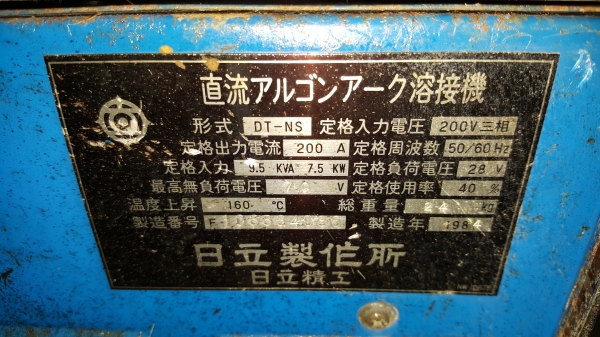 直流アルゴンアーク溶接機
形式 DT-NS 定格入力電圧 200V三相
定格出力電流 200 A 定格周波数 50/60Hz
定格入力 9.5 KVA 7.5 KW 定格負荷電圧 28 V
最高無負荷電圧 V 定格使用率 40 %
温度上昇 160 ℃ 総重量 kg
製造番号 製造年 1984
日立製作所
日立精工